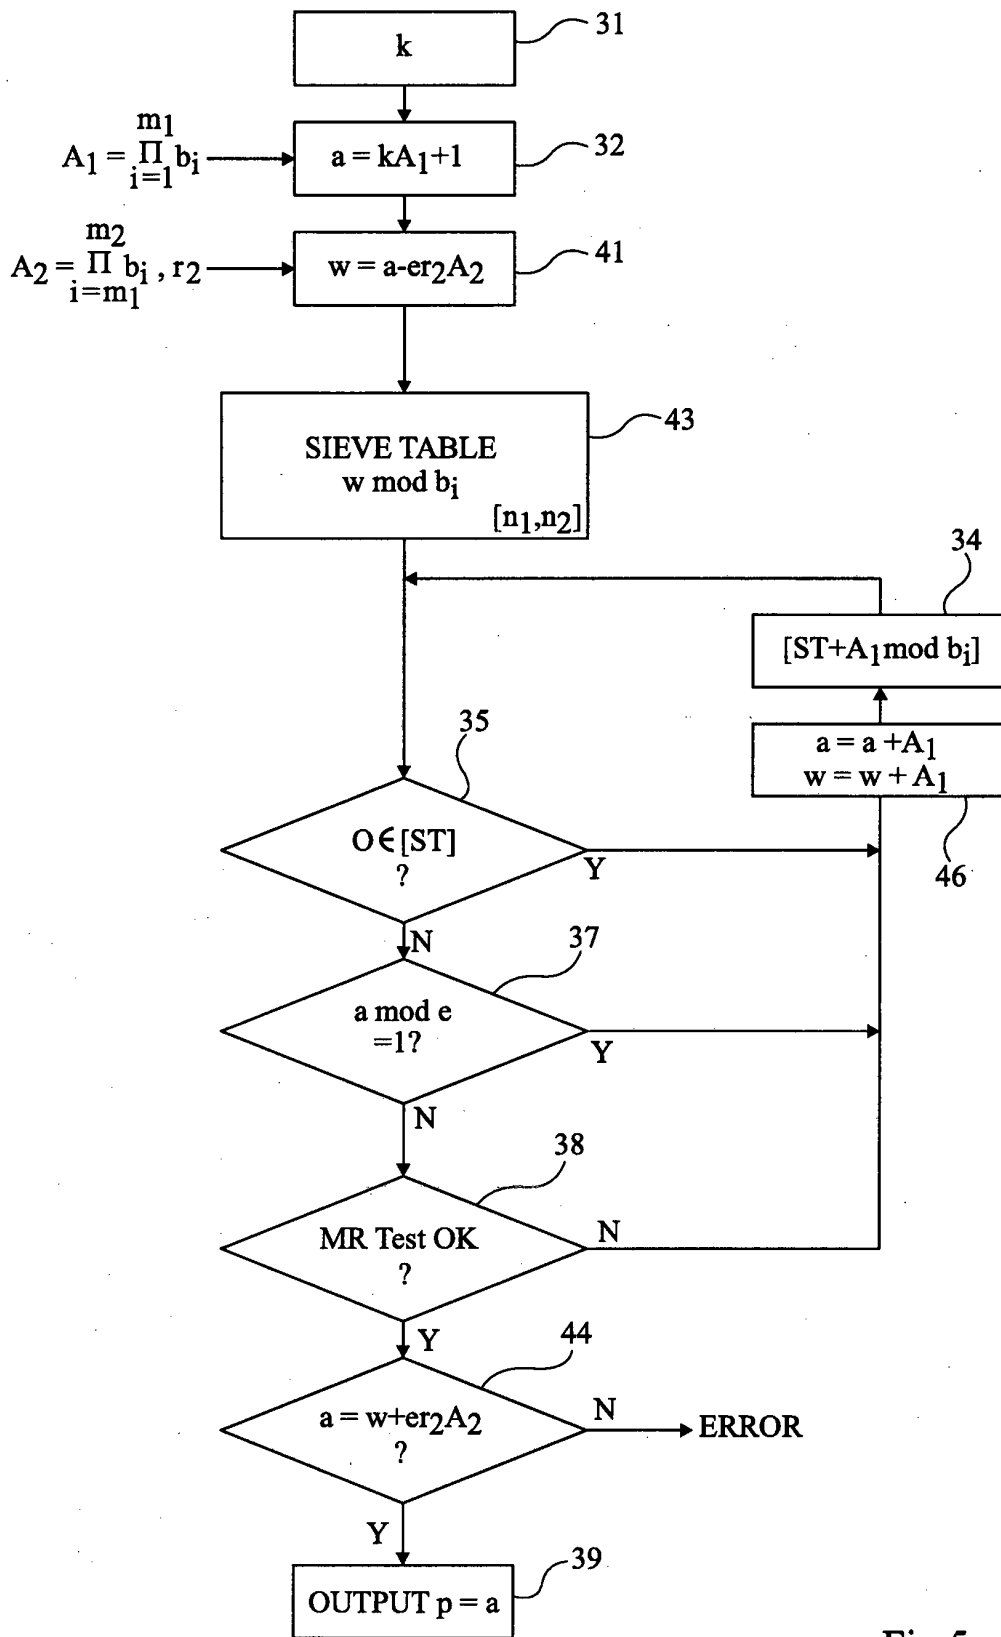 k
31
m1
A1 = Π bi
i=1
a = kA1+1
32
m2
A2 = Π bi , r2
i=m1
w = a-er2A2
41
SIEVE TABLE
w mod bi
[n1,n2]
43
34
[ST+A1mod bi]
a = a +A1
w = w + A1
46
35
O∈[ST]
?
Y
N
37
a mod e
=1?
Y
N
38
MR Test OK
?
N
Y
44
a = w+er2A2
?
N
ERROR
Y
39
OUTPUT p = a
Fig 5